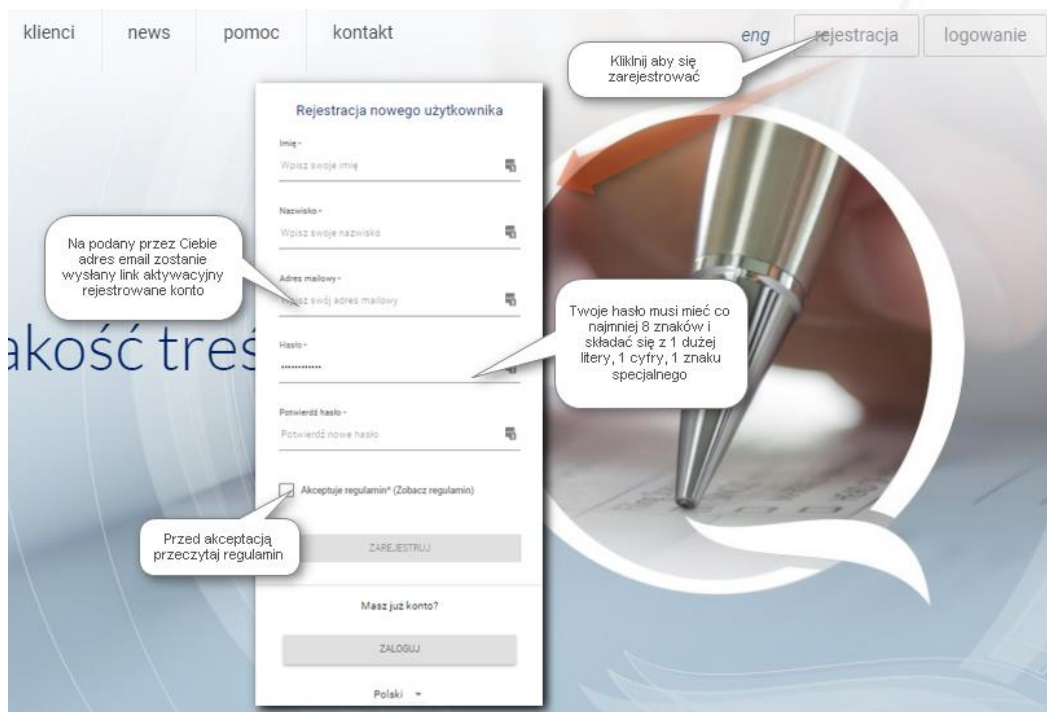 klienci news pomoc kontakt eng rejestracja logowanie
Kliklnij aby się
zarejestrować
Rejestracja nowego użytkownika
Imię *
Wpisz swoje imię
Nazwisko *
Wpisz swoje nazwisko
Na podany przez Ciebie
adres email zostanie
wysłany link aktywacyjny
rejestrowane konto
Adres mailowy *
Wpisz swój adres mailowy
Twoje hasło musi mieć co
najmniej 8 znaków i
składać się z 1 dużej
litery, 1 cyfry, 1 znaku
specjalnego
akość treś
Hasło *
••••••••••••
Potwierdź hasło *
Potwierdź nowe hasło
Akceptuje regulamin* (Zobacz regulamin)
Przed akceptacją
przeczytaj regulamin
ZAREJESTRUJ
Masz już konto?
ZALOGUJ
Polski